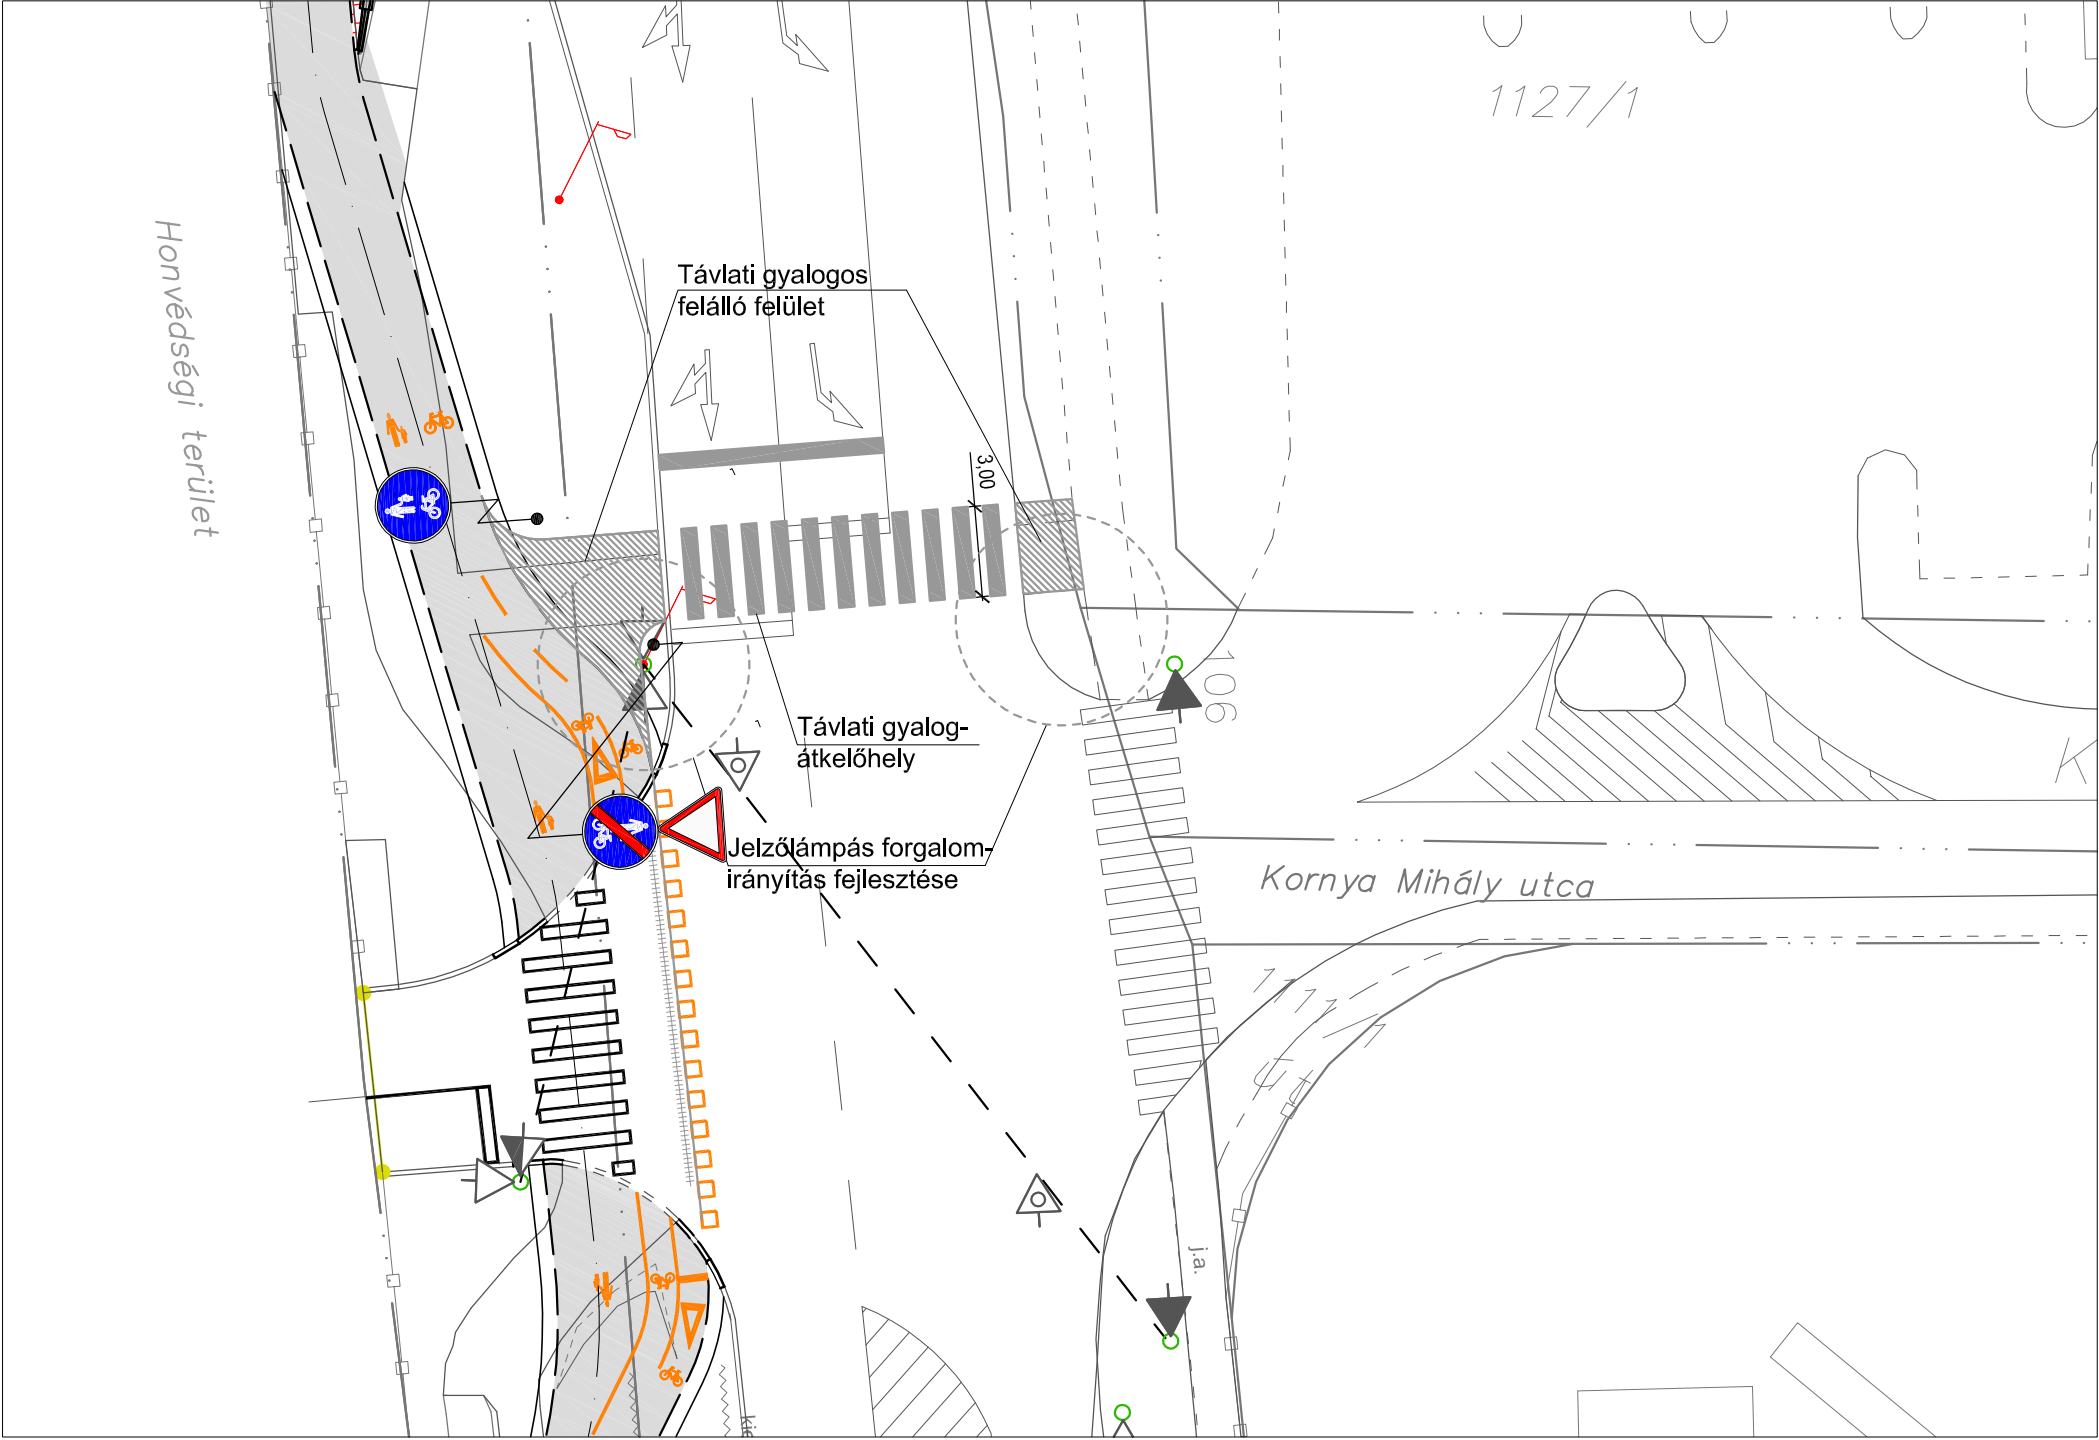 1127/1
Honvédségi terület
Távlati gyalogos
felálló felület
3,00
Távlati gyalog-
átkelőhely
Jelzőlámpás forgalom-
irányítás fejlesztése
Kornya Mihály utca
K
j.a.